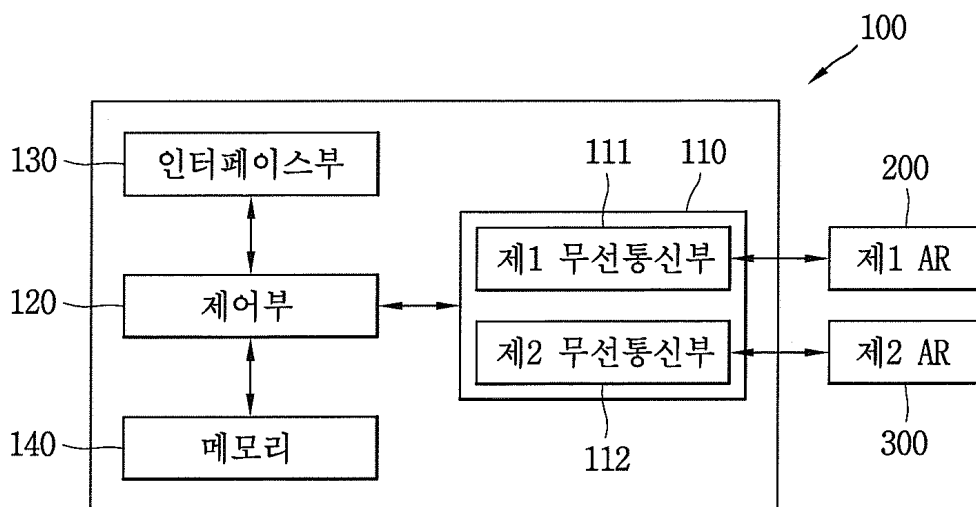 100
130
인터페이스부
111
110
200
제1 무선통신부
제1 AR
120
제어부
제2 무선통신부
제2 AR
140
메모리
112
300